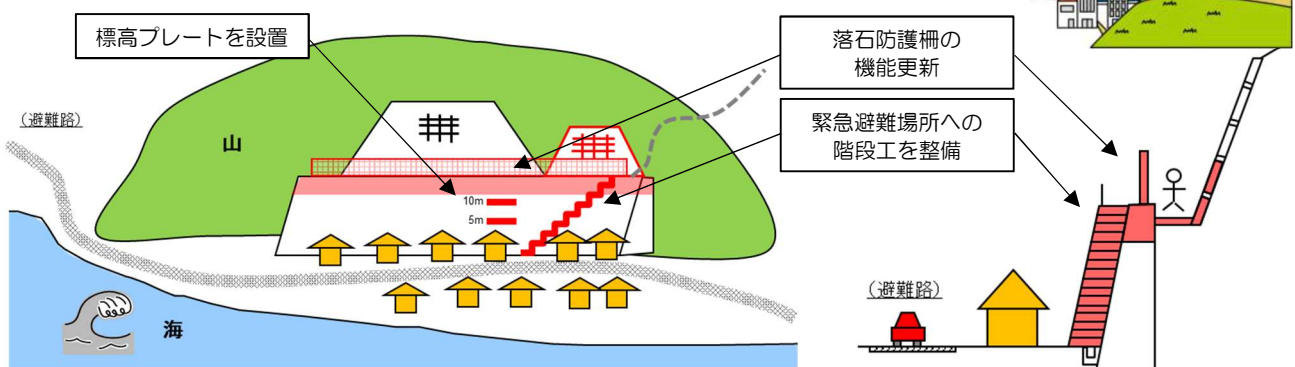 標高プレートを設置
落石防護柵の
機能更新
緊急避難場所への
階段工を整備
(避難路)
山
10m
5m
海
(避難路)